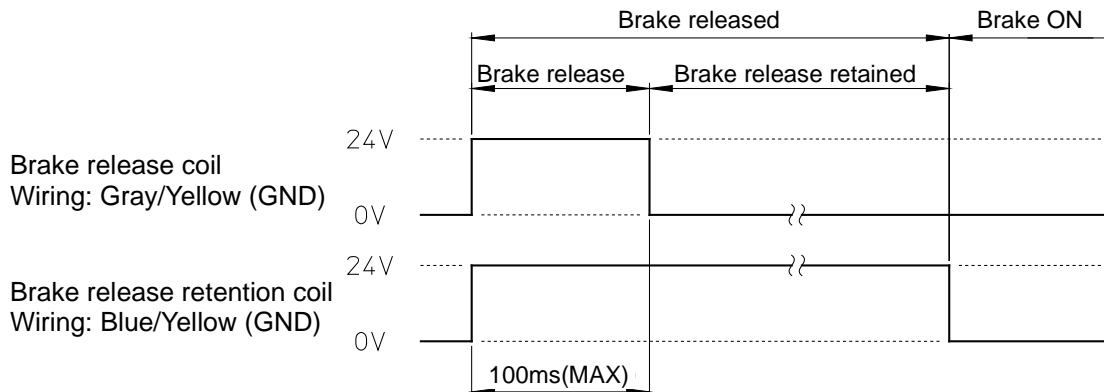 Brake released
Brake ON
Brake release
Brake release retained
24V
Brake release coil
Wiring: Gray/Yellow (GND)
0V
24V
Brake release retention coil
Wiring: Blue/Yellow (GND)
0V
100ms(MAX)